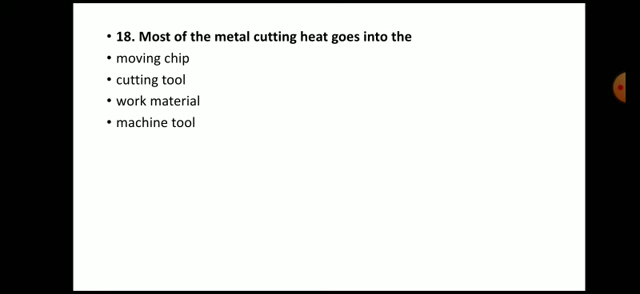 • 18. Most of the metal cutting heat goes into the
• moving chip
• cutting tool
• work material
• machine tool